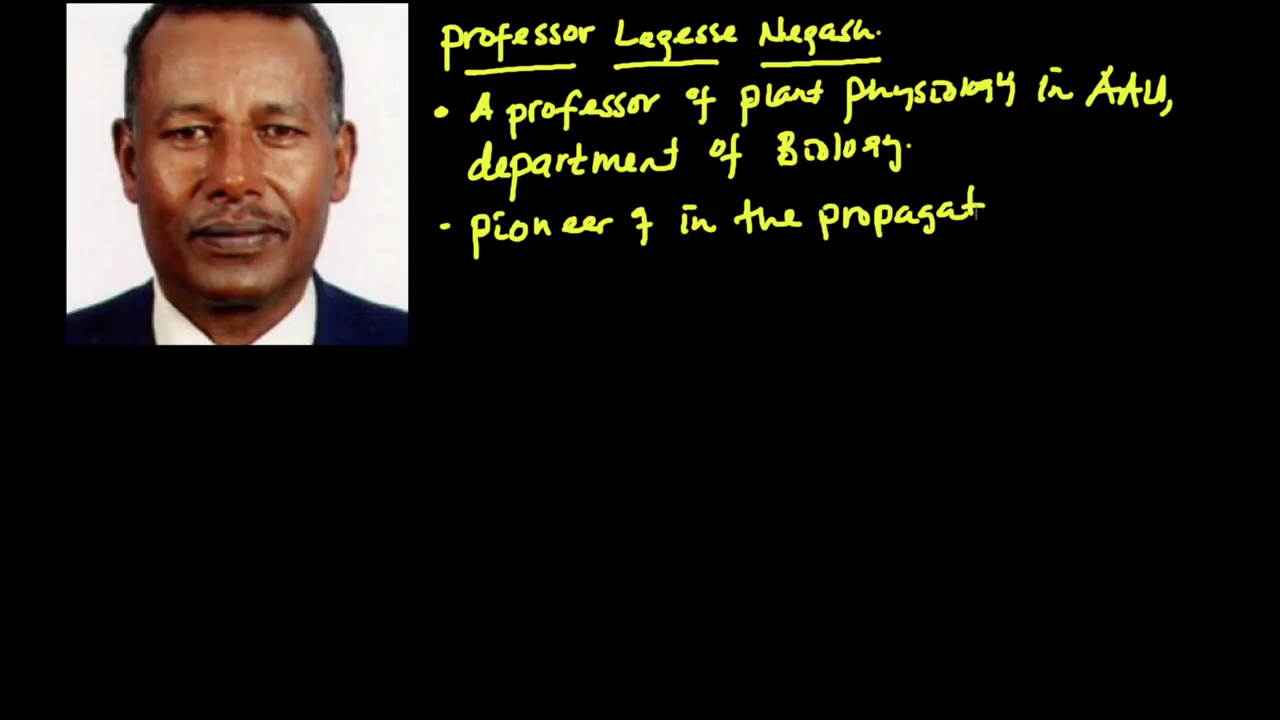 Professor Legesse Negash.
• A professor of plant physiology in AAU,
department of Biology.
• pioneer of in the propagat